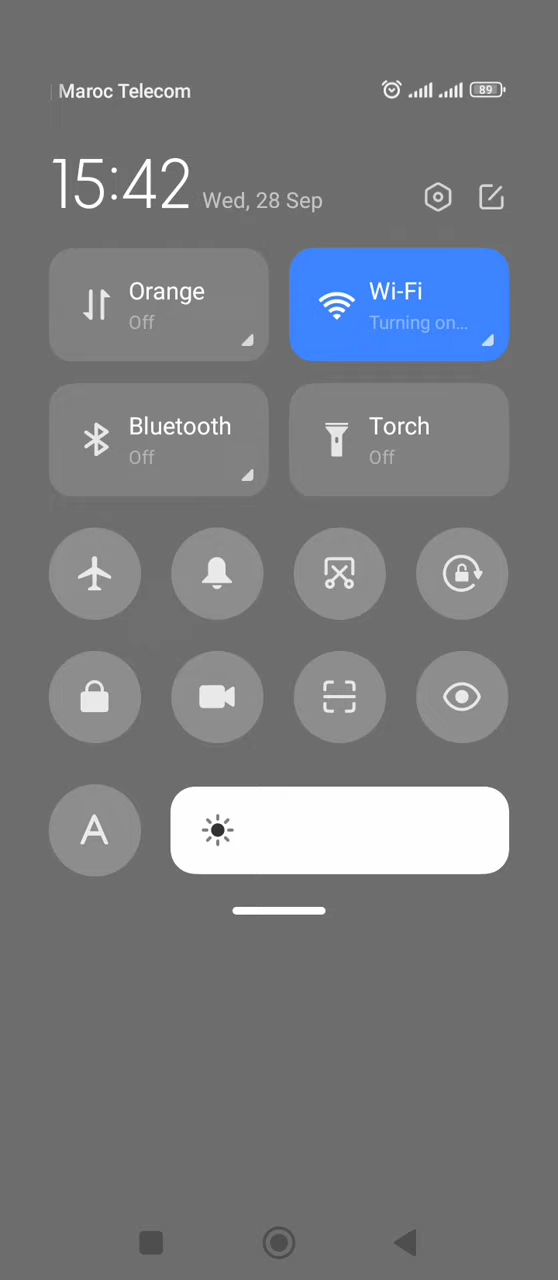 Maroc Telecom
89
15:42 Wed, 28 Sep
Orange
Off
Wi-Fi
Turning on...
Bluetooth
Off
Torch
Off
A